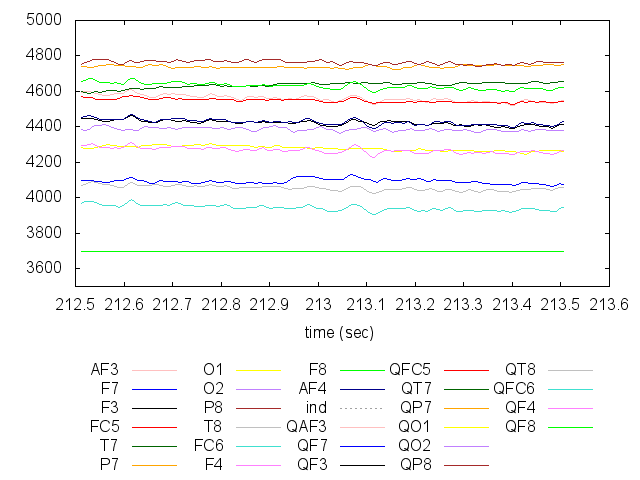 5000
4800
4600
4400
4200
4000
3800
3600
212.5 212.6 212.7 212.8 212.9 213 213.1 213.2 213.3 213.4 213.5 213.6
time (sec)
AF3 O1 F8 QFC5 QT8
F7 O2 AF4 QT7 QFC6
F3 P8 ind QP7 QF4
FC5 T8 QAF3 QO1 QF8
T7 FC6 QF7 QO2
P7 F4 QF3 QP8